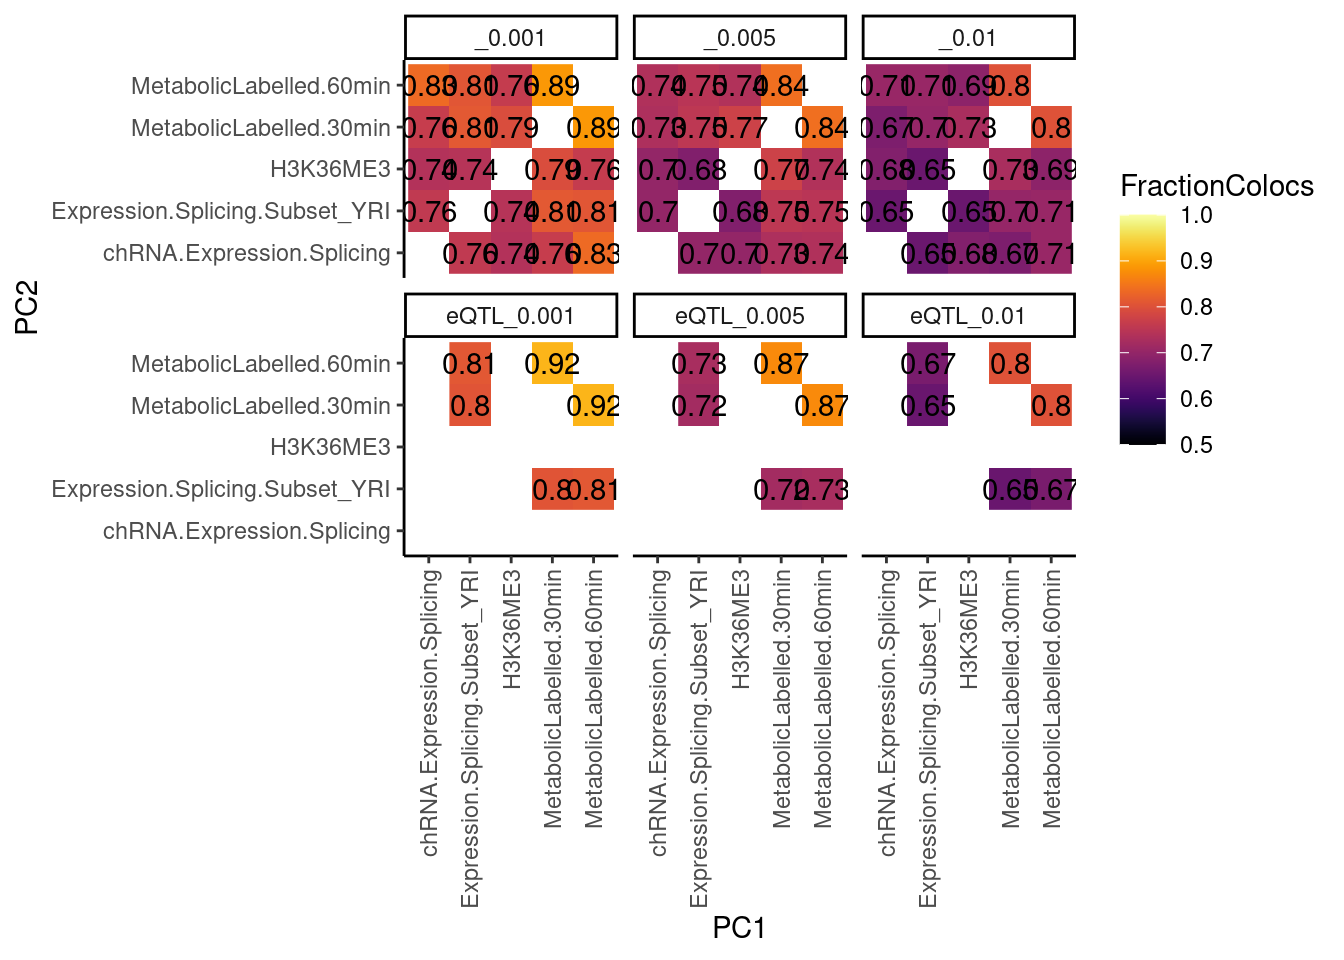 _0.001 _0.005 _0.01
MetabolicLabelled.60min 0.83 0.81 0.76 0.89 0.74 0.75 0.74 0.84 0.71 0.71 0.69 0.8
MetabolicLabelled.30min 0.76 0.81 0.79 0.89 0.73 0.75 0.77 0.84 0.67 0.7 0.73 0.8
H3K36ME3 0.74 0.74 0.79 0.76 0.7 0.68 0.77 0.74 0.68 0.65 0.73 0.69
Expression.Splicing.Subset_YRI 0.76 0.74 0.81 0.81 0.7 0.68 0.75 0.75 0.65 0.65 0.7 0.71
chRNA.Expression.Splicing 0.76 0.74 0.76 0.83 0.7 0.7 0.73 0.74 0.65 0.68 0.67 0.71
PC2
eQTL_0.001 eQTL_0.005 eQTL_0.01
MetabolicLabelled.60min 0.81 0.92 0.73 0.87 0.67 0.8
MetabolicLabelled.30min 0.8 0.92 0.72 0.87 0.65 0.8
H3K36ME3
Expression.Splicing.Subset_YRI 0.8 0.81 0.72 0.73 0.65 0.67
chRNA.Expression.Splicing
chRNA.Expression.Splicing
Expression.Splicing.Subset_YRI
H3K36ME3
MetabolicLabelled.30min
MetabolicLabelled.60min
chRNA.Expression.Splicing
Expression.Splicing.Subset_YRI
H3K36ME3
MetabolicLabelled.30min
MetabolicLabelled.60min
chRNA.Expression.Splicing
Expression.Splicing.Subset_YRI
H3K36ME3
MetabolicLabelled.30min
MetabolicLabelled.60min
PC1
FractionColocs
1.0
0.9
0.8
0.7
0.6
0.5